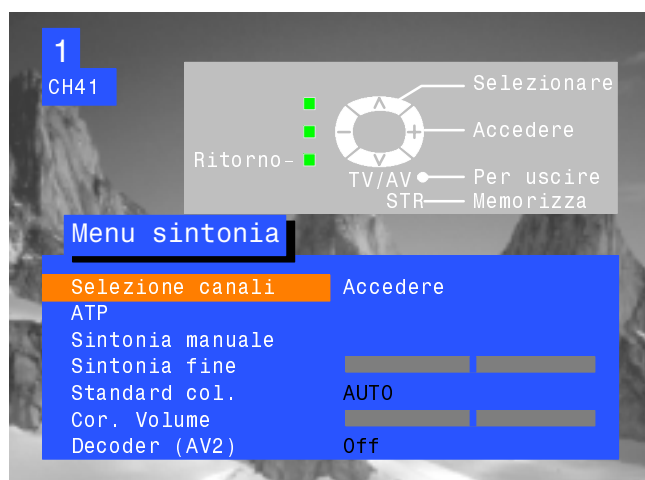 1
CH41
Selezionare
Accedere
Ritorno
TV/AV Per uscire
STR Memorizza
Menu sintonia
Selezione canali Accedere
ATP
Sintonia manuale
Sintonia fine
Standard col. AUTO
Cor. Volume
Decoder (AV2) Off